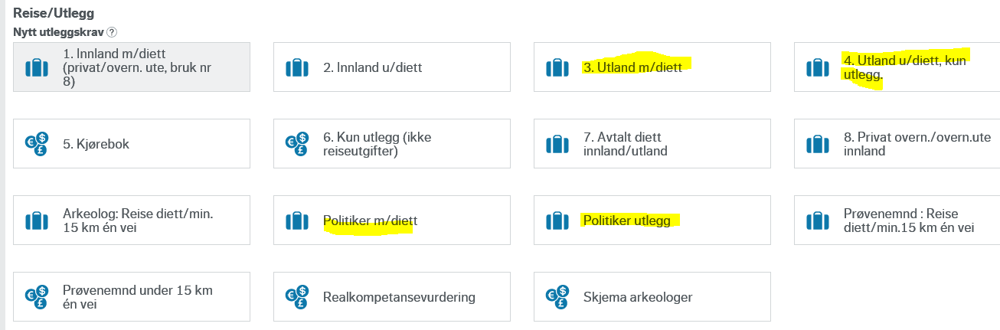 Reise/Utlegg
Nytt utleggskrav ?
1. Innland m/diett
(privat/overn. ute, bruk nr
8)
2. Innland u/diett
3. Utland m/diett
4. Utland u/diett, kun
utlegg.
5. Kjørebok
6. Kun utlegg (ikke
reiseutgifter)
7. Avtalt diett
innland/utland
8. Privat overn./overn.ute
innland
Arkeolog: Reise diett/min.
15 km én vei
Politiker m/diett
Politiker utlegg
Prøvenemnd : Reise
diett/min.15 km én vei
Prøvenemnd under 15 km
én vei
Realkompetansevurdering
Skjema arkeologer